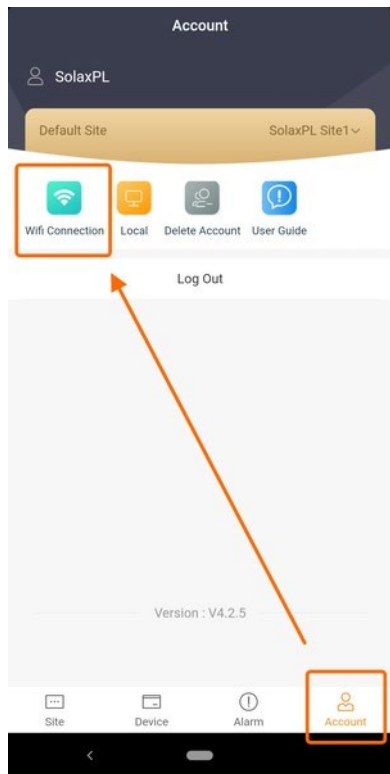 Account
SolaxPL
Default Site SolaxPL Site1
Wifi Connection Local Delete Account User Guide
Log Out
Version : V4.2.5
Site Device Alarm Account